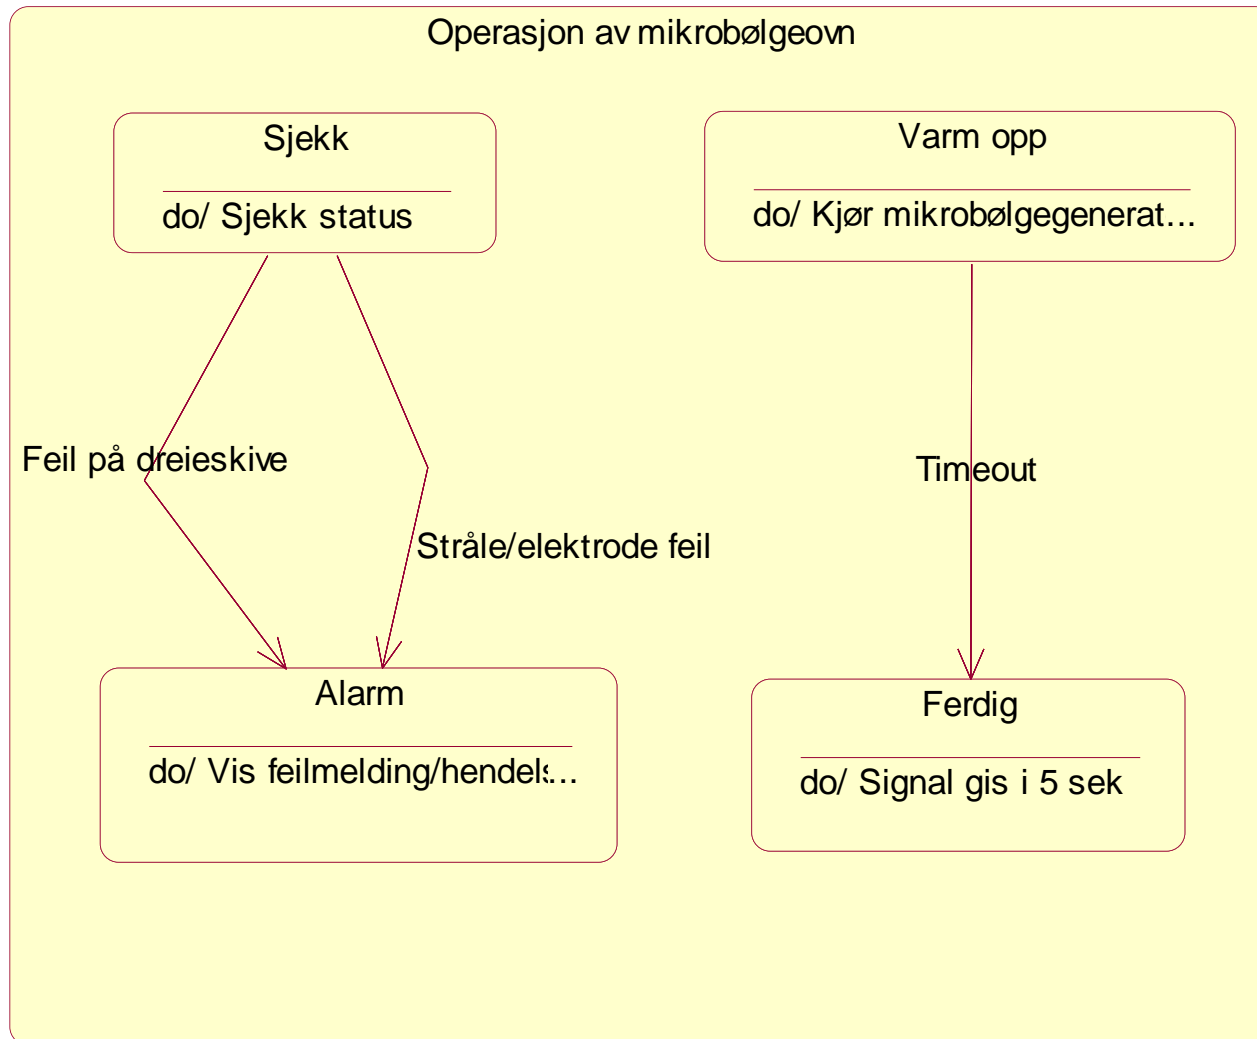 Operasjon av mikrobølgeovn
Sjekk
do/ Sjekk status
Varm opp
do/ Kjør mikrobølgegenerat...
Feil på dreieskive
Stråle/elektrode feil
Timeout
Alarm
do/ Vis feilmelding/hendels...
Ferdig
do/ Signal gis i 5 sek